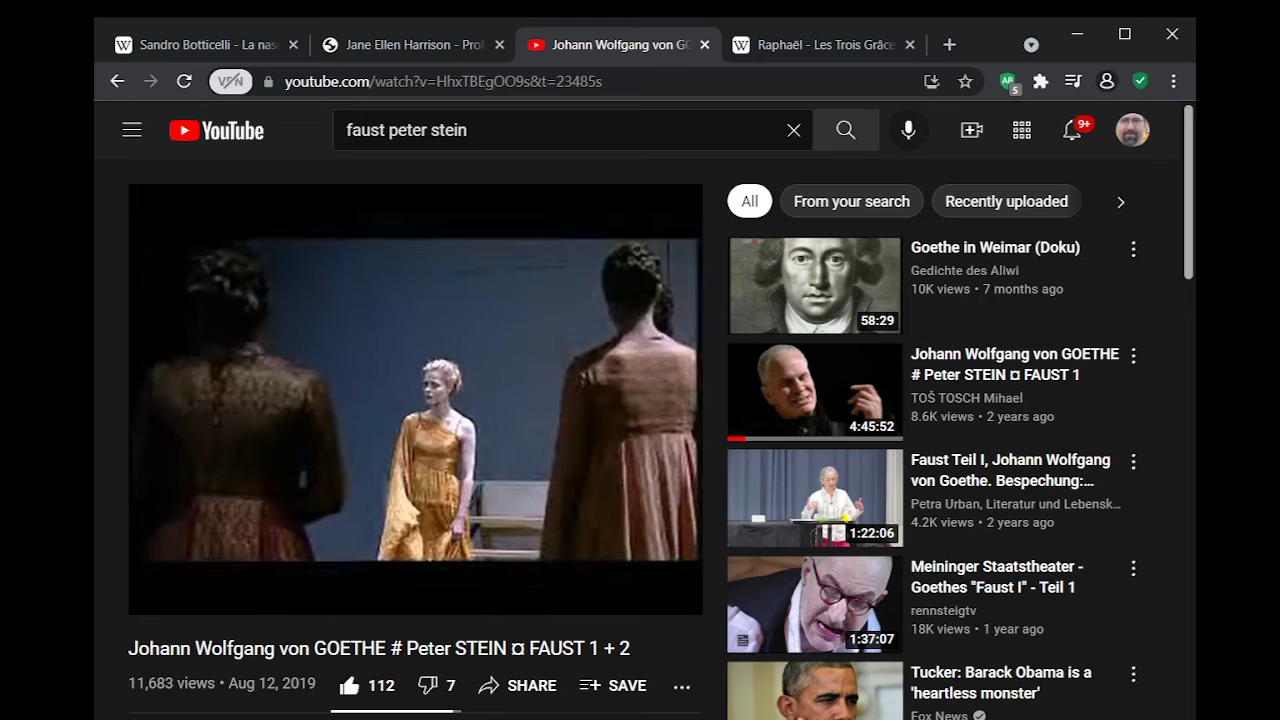 Sandro Botticelli - La nas
Jane Ellen Harrison - Prol
Johann Wolfgang von GO
Raphaël - Les Trois Grâce
VPN
youtube.com/watch?v=HhxTBEgOO9s&t=23485s
5
YouTube
faust peter stein
9+
All
From your search
Recently uploaded
Goethe in Weimar (Doku)
Gedichte des Allwi
10K views • 7 months ago
58:29
Johann Wolfgang von GOETHE
# Peter STEIN ¤ FAUST 1
TOŠ TOSCH Mihael
8.6K views • 2 years ago
4:45:52
Faust Teil I, Johann Wolfgang
von Goethe. Bespechung:...
Petra Urban, Literatur und Lebensk...
4.2K views • 2 years ago
1:22:06
Meininger Staatstheater -
Goethes "Faust I" - Teil 1
rennsteigtv
18K views • 1 year ago
1:37:07
Tucker: Barack Obama is a
'heartless monster'
Fox News
Johann Wolfgang von GOETHE # Peter STEIN ¤ FAUST 1 + 2
11,683 views • Aug 12, 2019
112
7
SHARE
SAVE